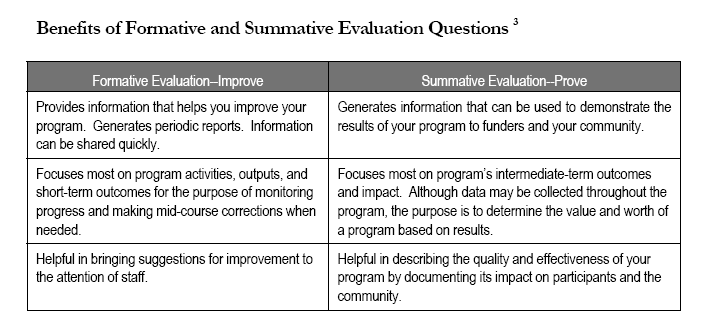 Benefits of Formative and Summative Evaluation Questions 3
Formative Evaluation--Improve
Summative Evaluation--Prove
Provides information that helps you improve your
program. Generates periodic reports. Information
can be shared quickly.
Generates information that can be used to demonstrate the
results of your program to funders and your community.
Focuses most on program activities, outputs, and
short-term outcomes for the purpose of monitoring
progress and making mid-course corrections when
needed.
Focuses most on program’s intermediate-term outcomes
and impact. Although data may be collected throughout the
program, the purpose is to determine the value and worth of
a program based on results.
Helpful in bringing suggestions for improvement to
the attention of staff.
Helpful in describing the quality and effectiveness of your
program by documenting its impact on participants and the
community.